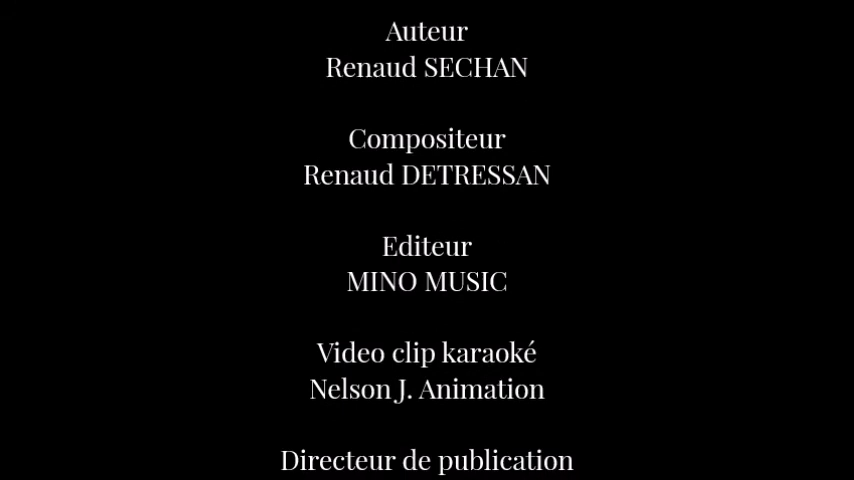 Auteur
Renaud SECHAN
Compositeur
Renaud DETRESSAN
Editeur
MINO MUSIC
Video clip karaoké
Nelson J. Animation
Directeur de publication